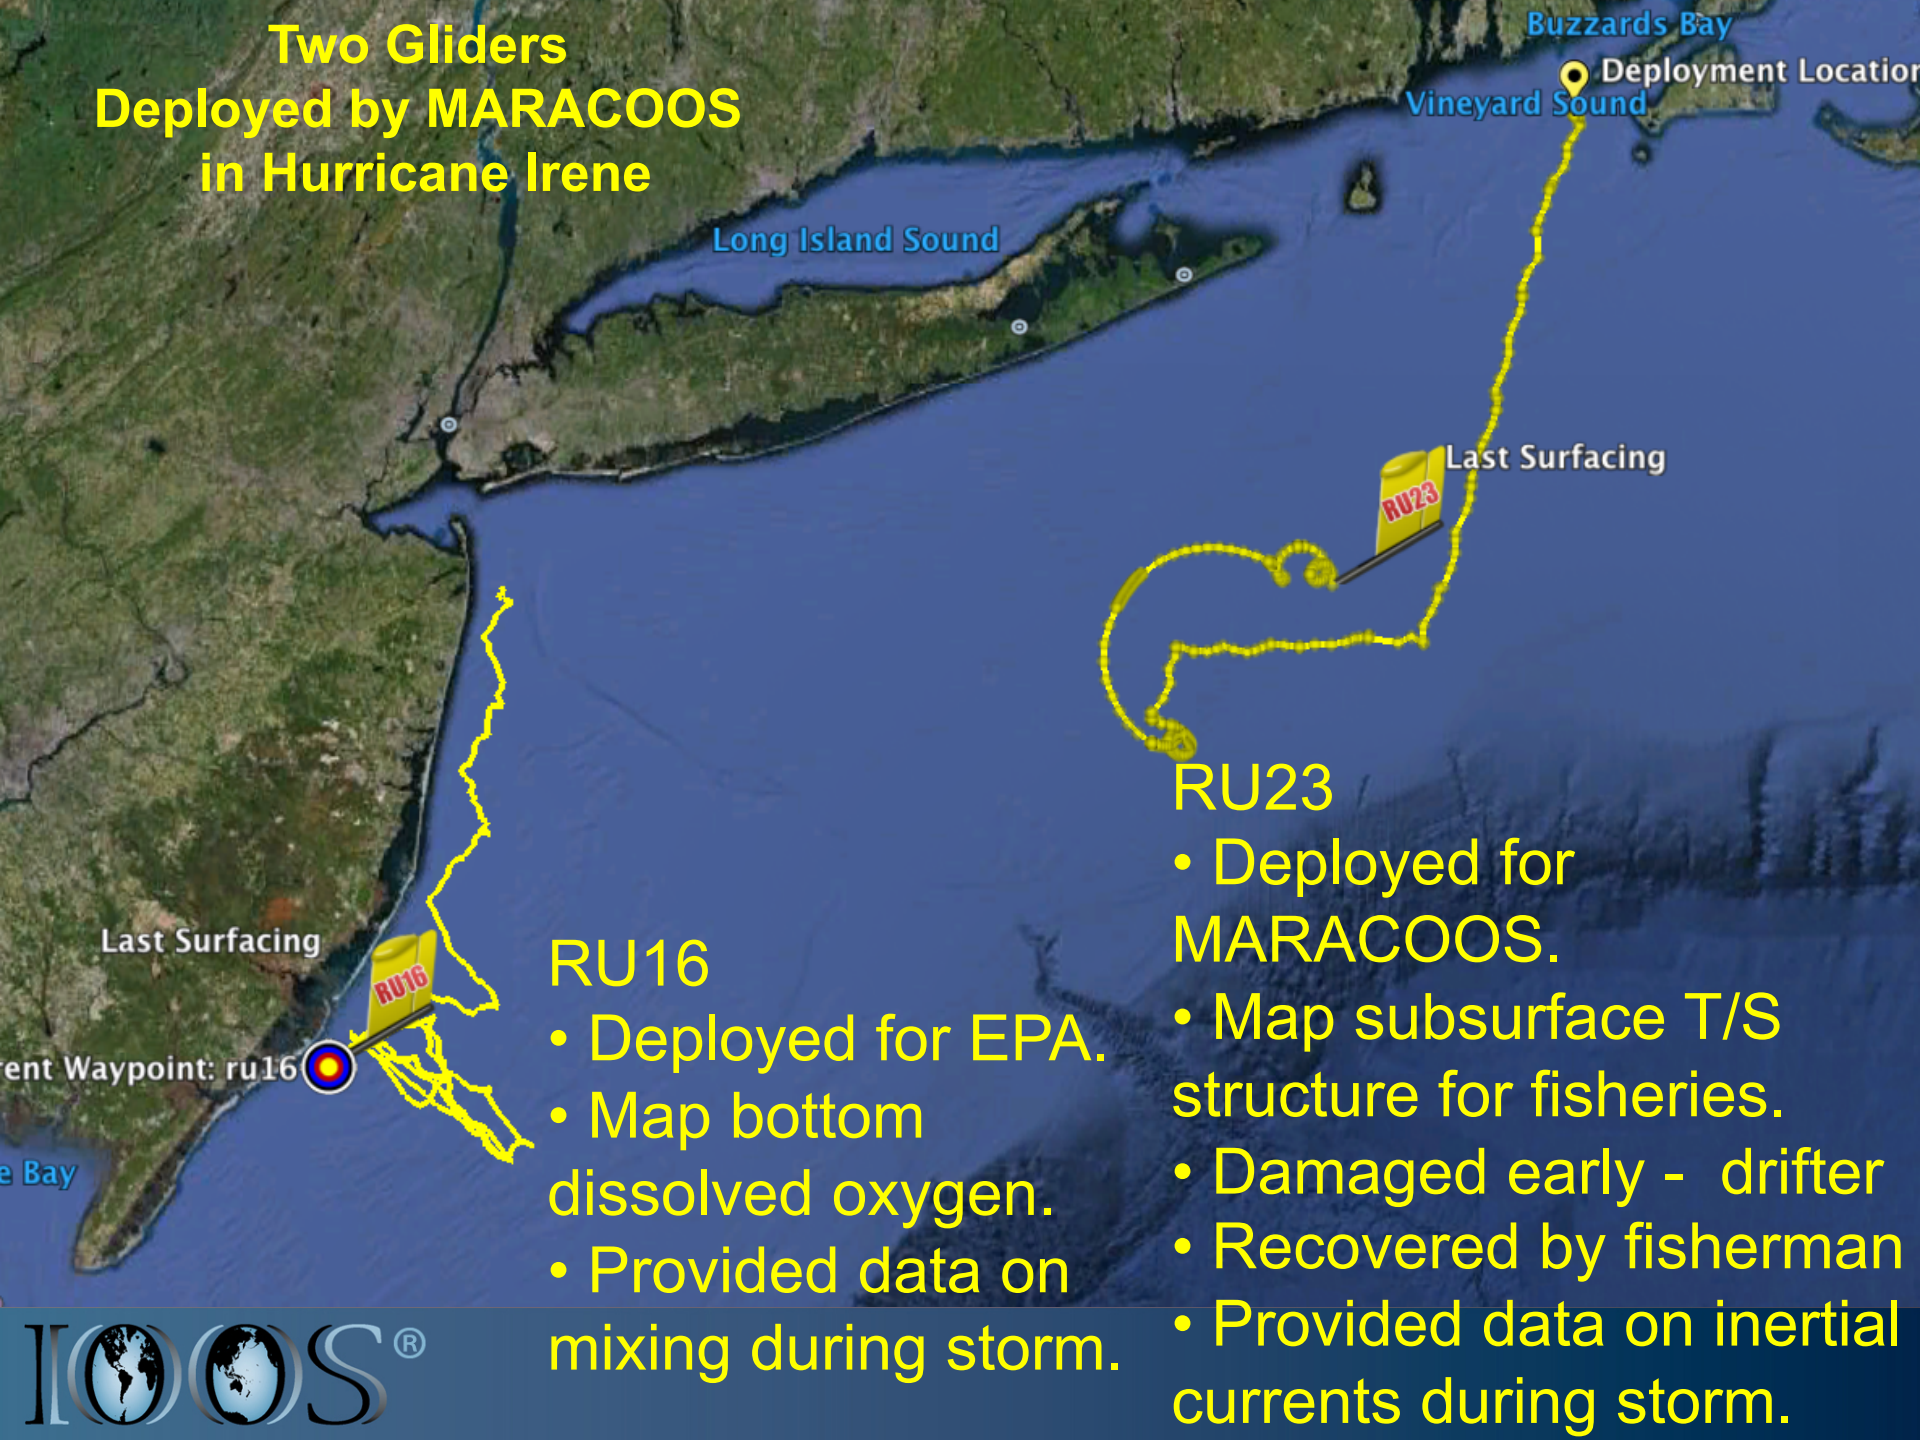 Two Gliders
Deployed by MARACOOS
in Hurricane Irene
Buzzards Bay
Deployment Location
Vineyard Sound
Long Island Sound
Last Surfacing
RU23
Last Surfacing
RU16
rent Waypoint: ru16
e Bay
RU16
• Deployed for EPA.
• Map bottom
dissolved oxygen.
• Provided data on
mixing during storm.
RU23
• Deployed for
MARACOOS.
• Map subsurface T/S
structure for fisheries.
• Damaged early - drifter
• Recovered by fisherman
• Provided data on inertial
currents during storm.
IOOS®